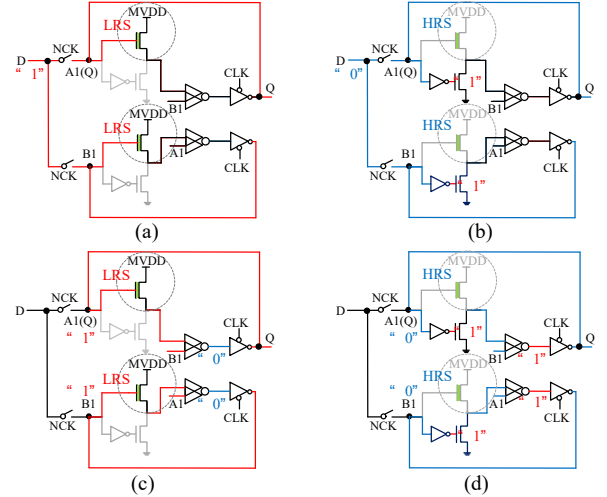 MVDD
NCK
LRS
CLK
D
A1(Q)
Q
“ 1”
B1
MVDD
LRS
B1
A1
NCK
CLK
(a)
MVDD
NCK
HRS
CLK
D
A1(Q)
Q
“ 0”
“ 1”
B1
MVDD
HRS
B1
A1
NCK
“ 1”
CLK
(b)
MVDD
NCK
LRS
CLK
D
A1(Q)
Q
“ 1”
B1
“ 0”
MVDD
“ 1”
LRS
B1
A1
“ 0”
NCK
CLK
(c)
MVDD
NCK
HRS
CLK
D
A1(Q)
Q
“ 0”
“ 1”
B1
“ 1”
MVDD
“ 0”
HRS
B1
A1
“ 1”
NCK
“ 1”
CLK
(d)